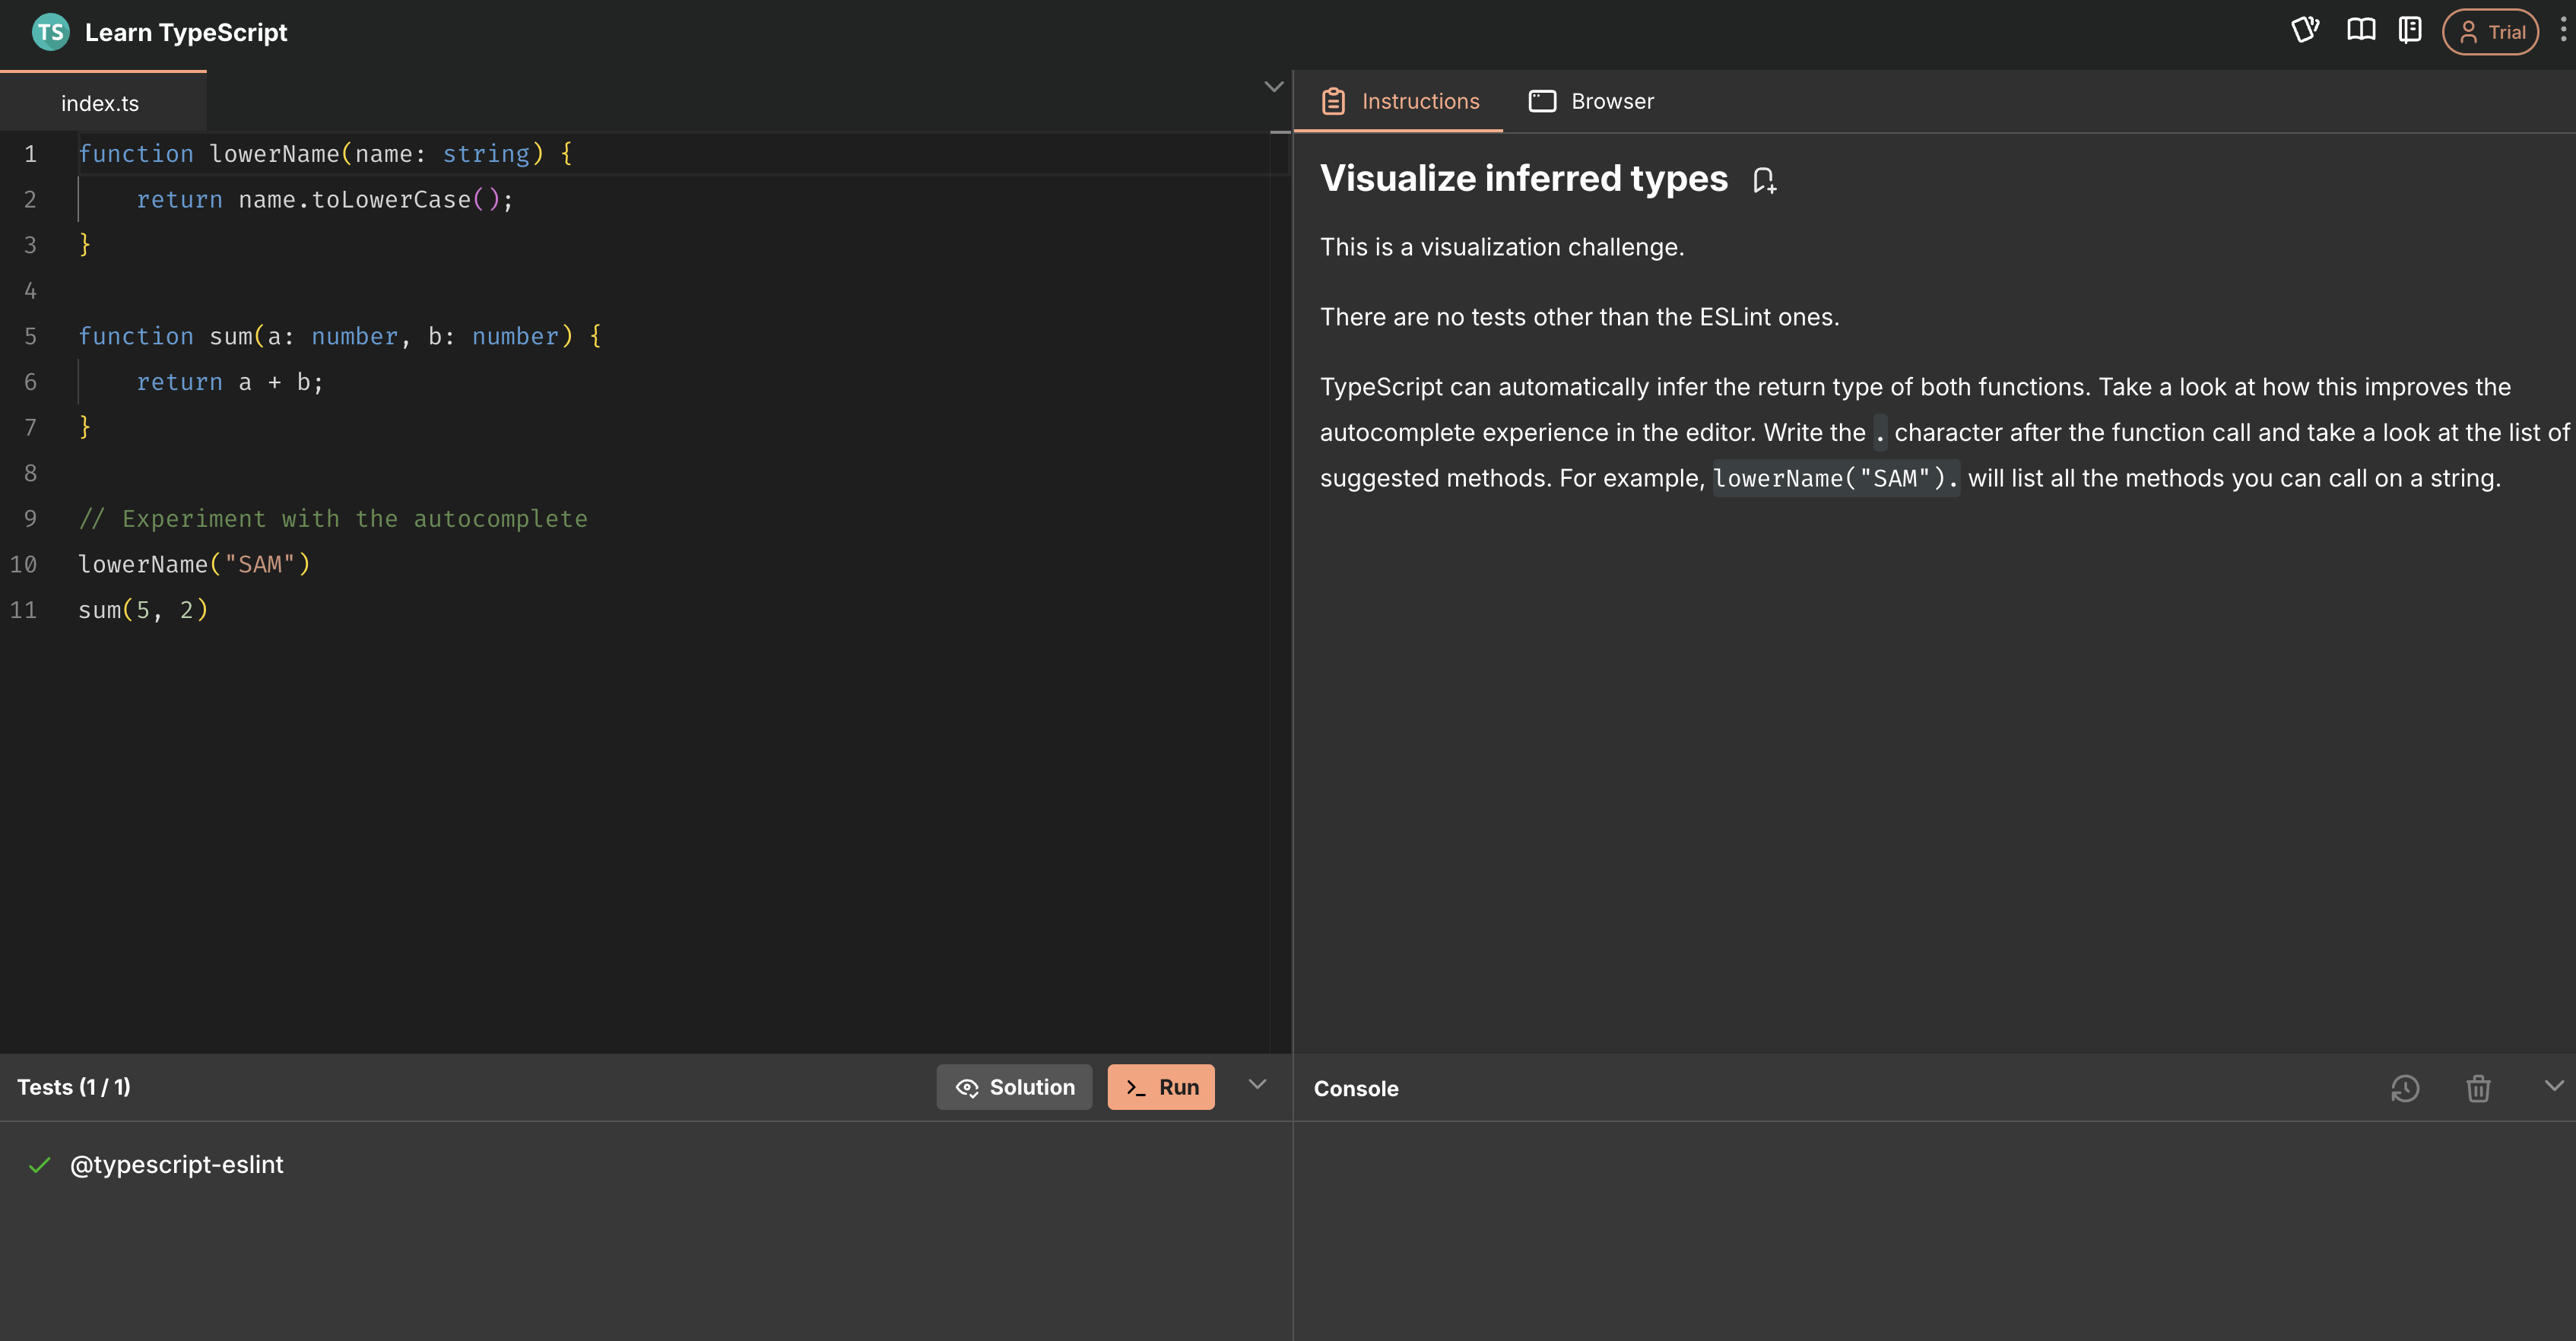 TS Learn TypeScript
Trial
index.ts
1 function lowerName(name: string) {
2     return name.toLowerCase();
3 }
4
5 function sum(a: number, b: number) {
6     return a + b;
7 }
8
9 // Experiment with the autocomplete
10 lowerName("SAM")
11 sum(5, 2)
Tests (1 / 1)
Solution
>_ Run
@typescript-eslint
Instructions
Browser
Visualize inferred types
This is a visualization challenge.
There are no tests other than the ESLint ones.
TypeScript can automatically infer the return type of both functions. Take a look at how this improves the
autocomplete experience in the editor. Write the . character after the function call and take a look at the list of
suggested methods. For example, lowerName("SAM"). will list all the methods you can call on a string.
Console